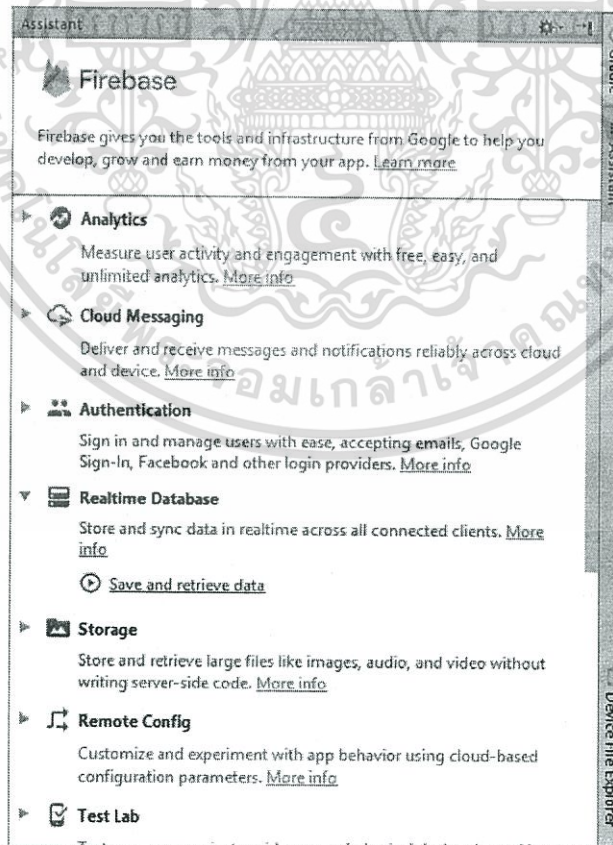 Assistant
Firebase
Firebase gives you the tools and infrastructure from Google to help you
develop, grow and earn money from your app. Learn more
Analytics
Measure user activity and engagement with free, easy, and
unlimited analytics. More info
Cloud Messaging
Deliver and receive messages and notifications reliably across cloud
and device. More info
Authentication
Sign in and manage users with ease, accepting emails, Google
Sign-In, Facebook and other login providers. More info
Realtime Database
Store and sync data in realtime across all connected clients. More
info
Save and retrieve data
Storage
Store and retrieve large files like images, audio, and video without
writing server-side code. More info
Remote Config
Customize and experiment with app behavior using cloud-based
configuration parameters. More info
Test Lab
Device File Explorer